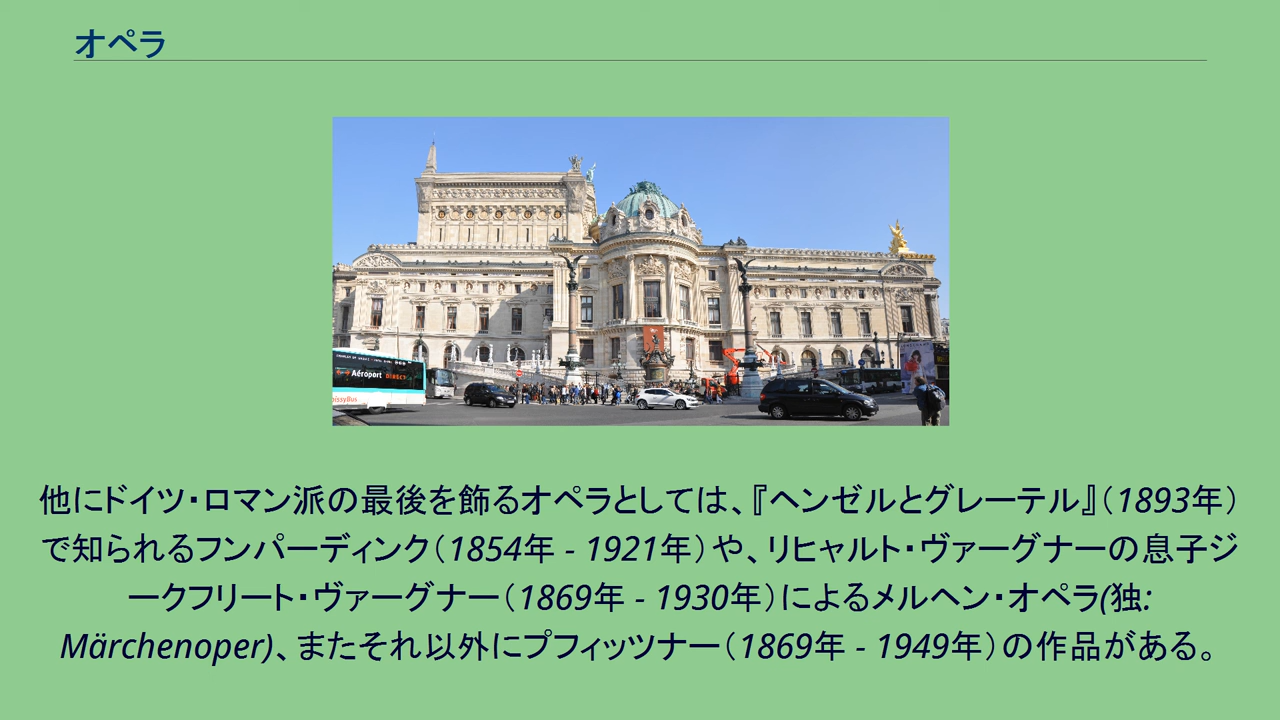 オペラ
Aéroport DIRECT
issyBus
他にドイツ・ロマン派の最後を飾るオペラとしては、『ヘンゼルとグレーテル』（1893年）
で知られるフンパーディンク（1854年 - 1921年）や、リヒャルト・ヴァーグナーの息子ジ
ークフリート・ヴァーグナー（1869年 - 1930年）によるメルヘン・オペラ(独:
Märchenoper)、またそれ以外にプフィッツナー（1869年 - 1949年）の作品がある。